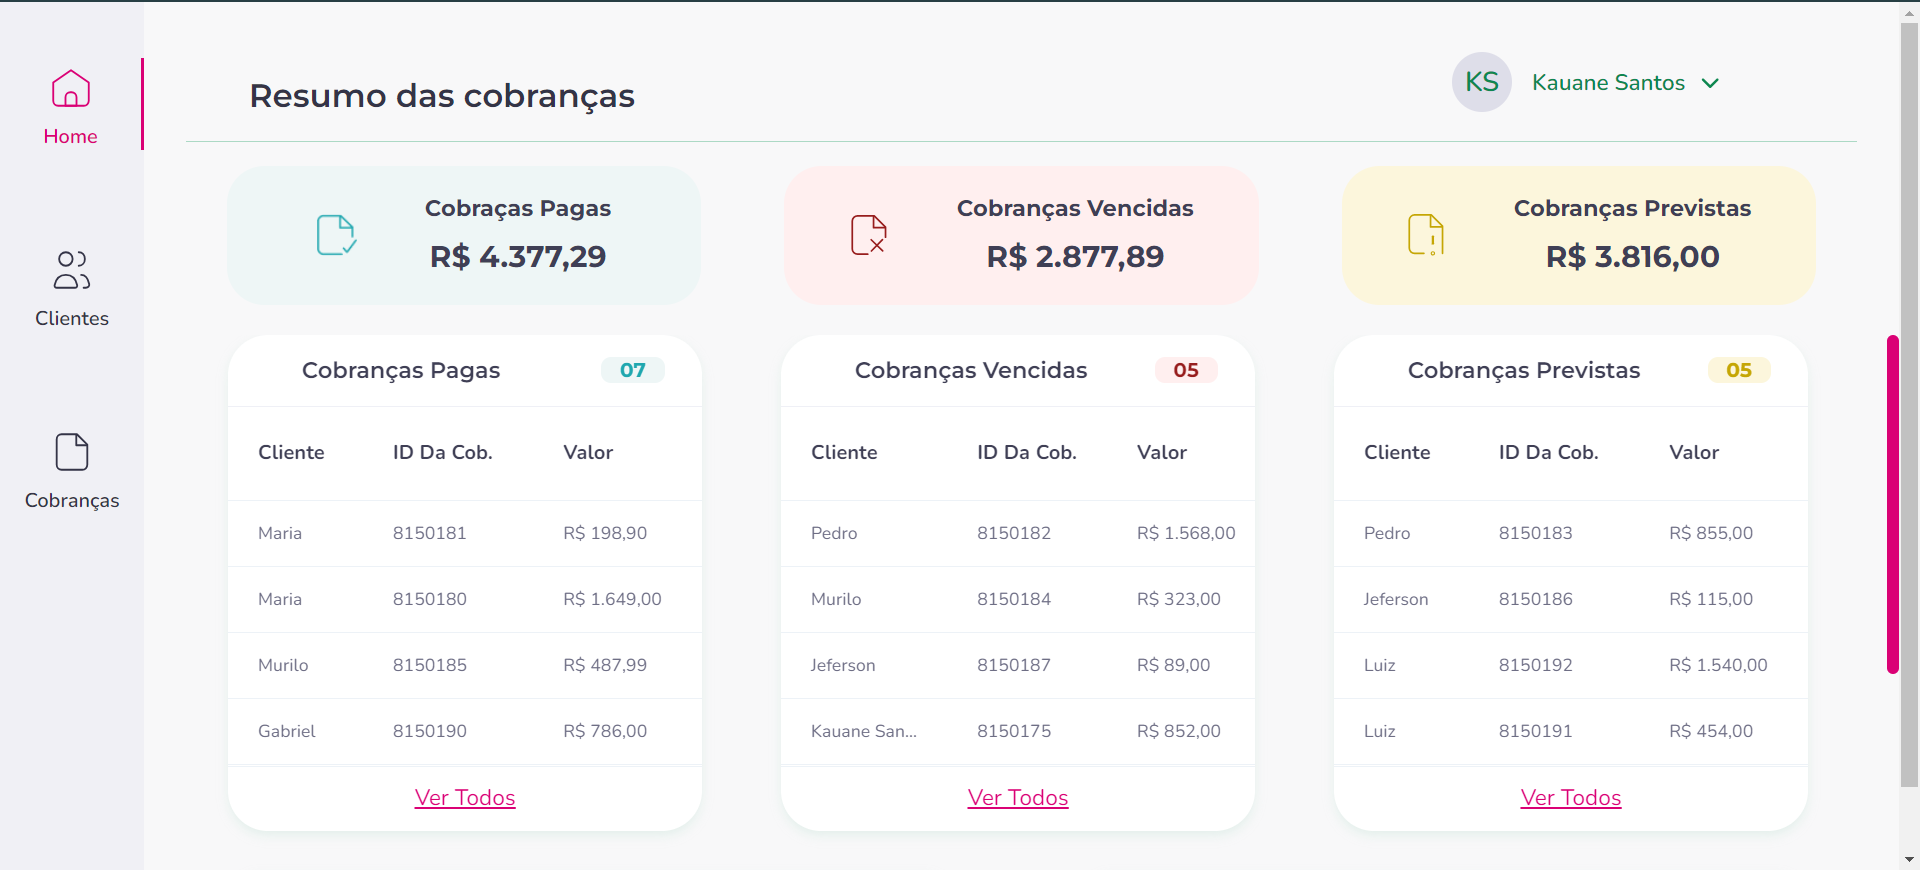 Home
Clientes
Cobranças
Resumo das cobranças
KS Kauane Santos
Cobraças Pagas
R$ 4.377,29
Cobranças Vencidas
R$ 2.877,89
Cobranças Previstas
R$ 3.816,00
Cobranças Pagas 07
Cliente ID Da Cob. Valor
Maria 8150181 R$ 198,90
Maria 8150180 R$ 1.649,00
Murilo 8150185 R$ 487,99
Gabriel 8150190 R$ 786,00
Ver Todos
Cobranças Vencidas 05
Cliente ID Da Cob. Valor
Pedro 8150182 R$ 1.568,00
Murilo 8150184 R$ 323,00
Jeferson 8150187 R$ 89,00
Kauane San... 8150175 R$ 852,00
Ver Todos
Cobranças Previstas 05
Cliente ID Da Cob. Valor
Pedro 8150183 R$ 855,00
Jeferson 8150186 R$ 115,00
Luiz 8150192 R$ 1.540,00
Luiz 8150191 R$ 454,00
Ver Todos